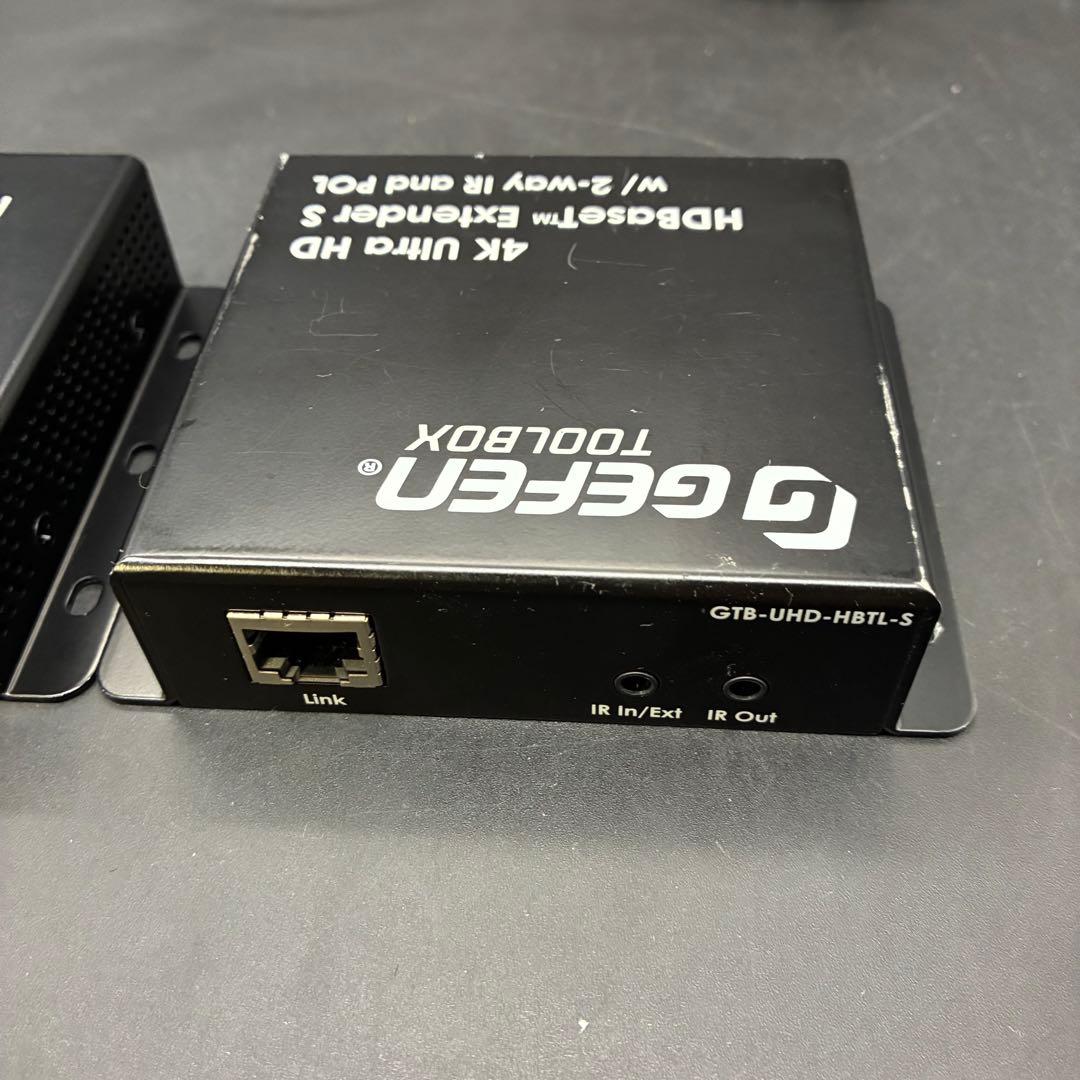 4K Ultra HD
HDBaseT™ Extender S
w/ 2-way IR and POL
GEFEN®
TOOLBOX
GTB-UHD-HBTL-S
Link
IR In/Ext
IR Out